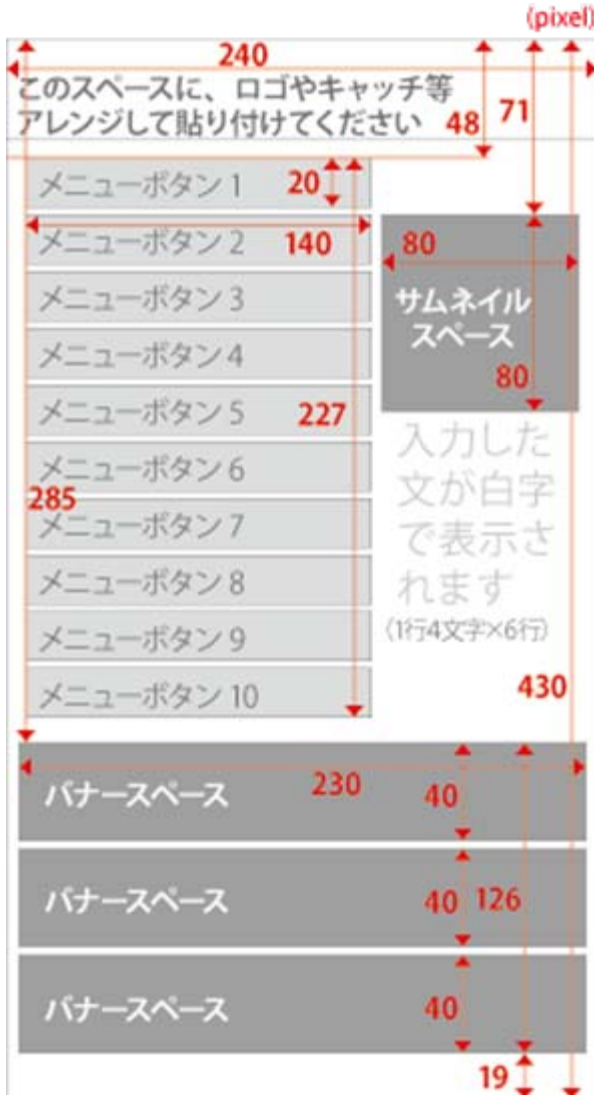 (pixel)
240
このスペースに、ロゴやキャッチ等
アレンジして貼り付けてください
48
71
メニューボタン 1
20
メニューボタン 2
140
80
メニューボタン 3
サムネイル
スペース
メニューボタン 4
80
メニューボタン 5
227
入力した
文が白字
で表示さ
れます
(1行4文字×6行)
メニューボタン 6
285
メニューボタン 7
メニューボタン 8
メニューボタン 9
メニューボタン 10
430
バナースペース
230
40
バナースペース
40
126
バナースペース
40
19